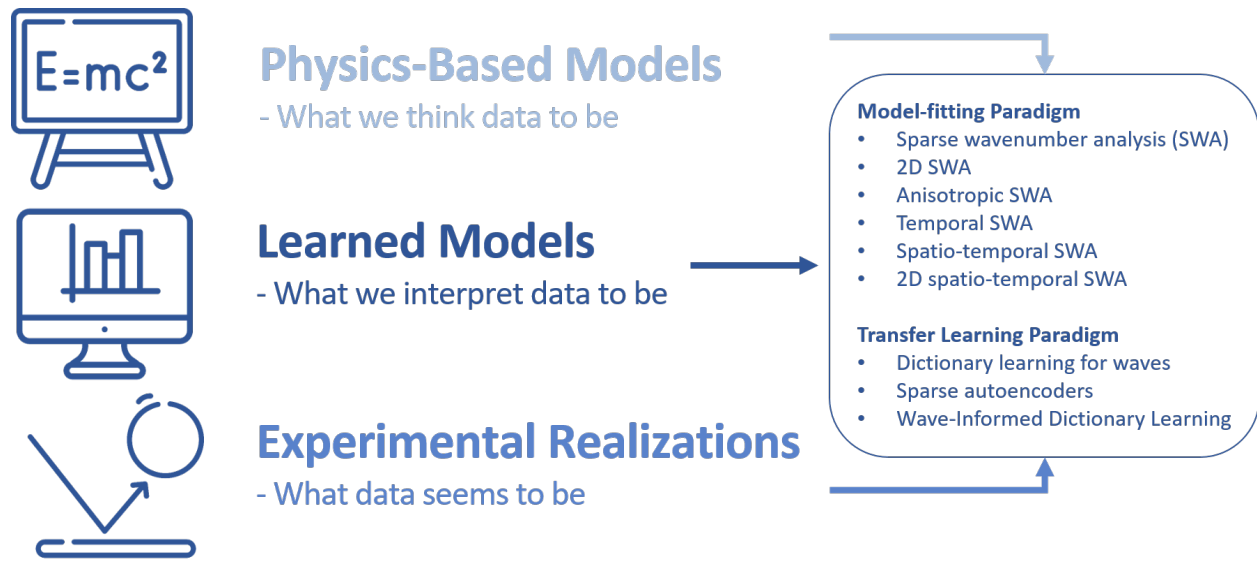 E=mc²
Physics-Based Models
- What we think data to be
Learned Models
- What we interpret data to be
Experimental Realizations
- What data seems to be
Model-fitting Paradigm
• Sparse wavenumber analysis (SWA)
• 2D SWA
• Anisotropic SWA
• Temporal SWA
• Spatio-temporal SWA
• 2D spatio-temporal SWA
Transfer Learning Paradigm
• Dictionary learning for waves
• Sparse autoencoders
• Wave-Informed Dictionary Learning